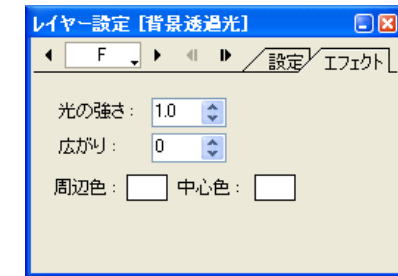 レイヤー設定 [背景透過光]
F 設定 エフェクト
光の強さ： 1.0
広がり： 0
周辺色： 中心色：